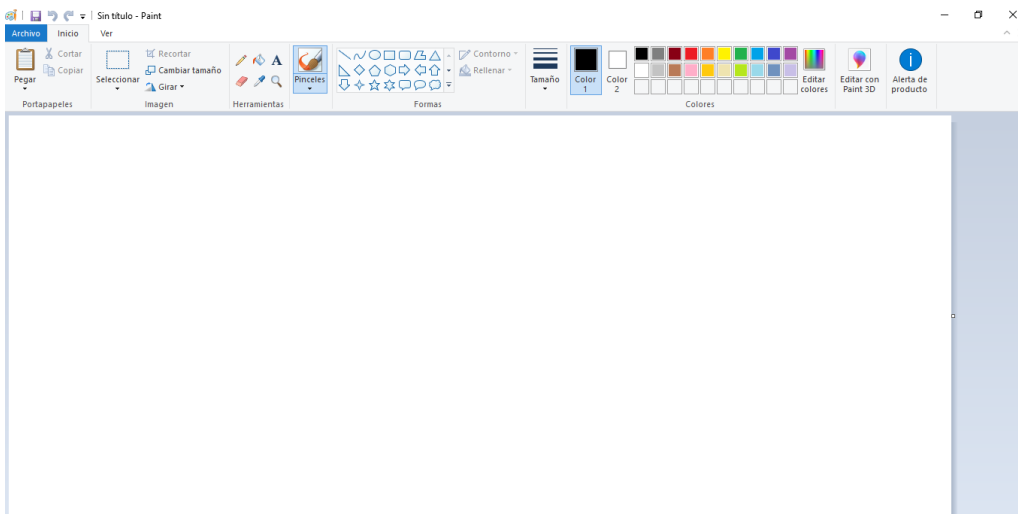 Sin título - Paint
Archivo Inicio Ver
Pegar
Cortar
Copiar
Portapapeles
Seleccionar
Recortar
Cambiar tamaño
Girar
Imagen
A
Herramientas
Pinceles
Formas
Contorno
Rellenar
Tamaño
Color
1
Color
2
Colores
Editar
colores
Editar con
Paint 3D
Alerta de
producto